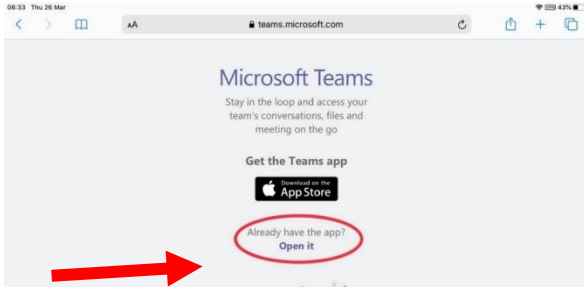 08:33 Thu 26 Mar
43%
AA
teams.microsoft.com
Microsoft Teams
Stay in the loop and access your
team's conversations, files and
meeting on the go
Get the Teams app
Download on the
App Store
Already have the app?
Open it